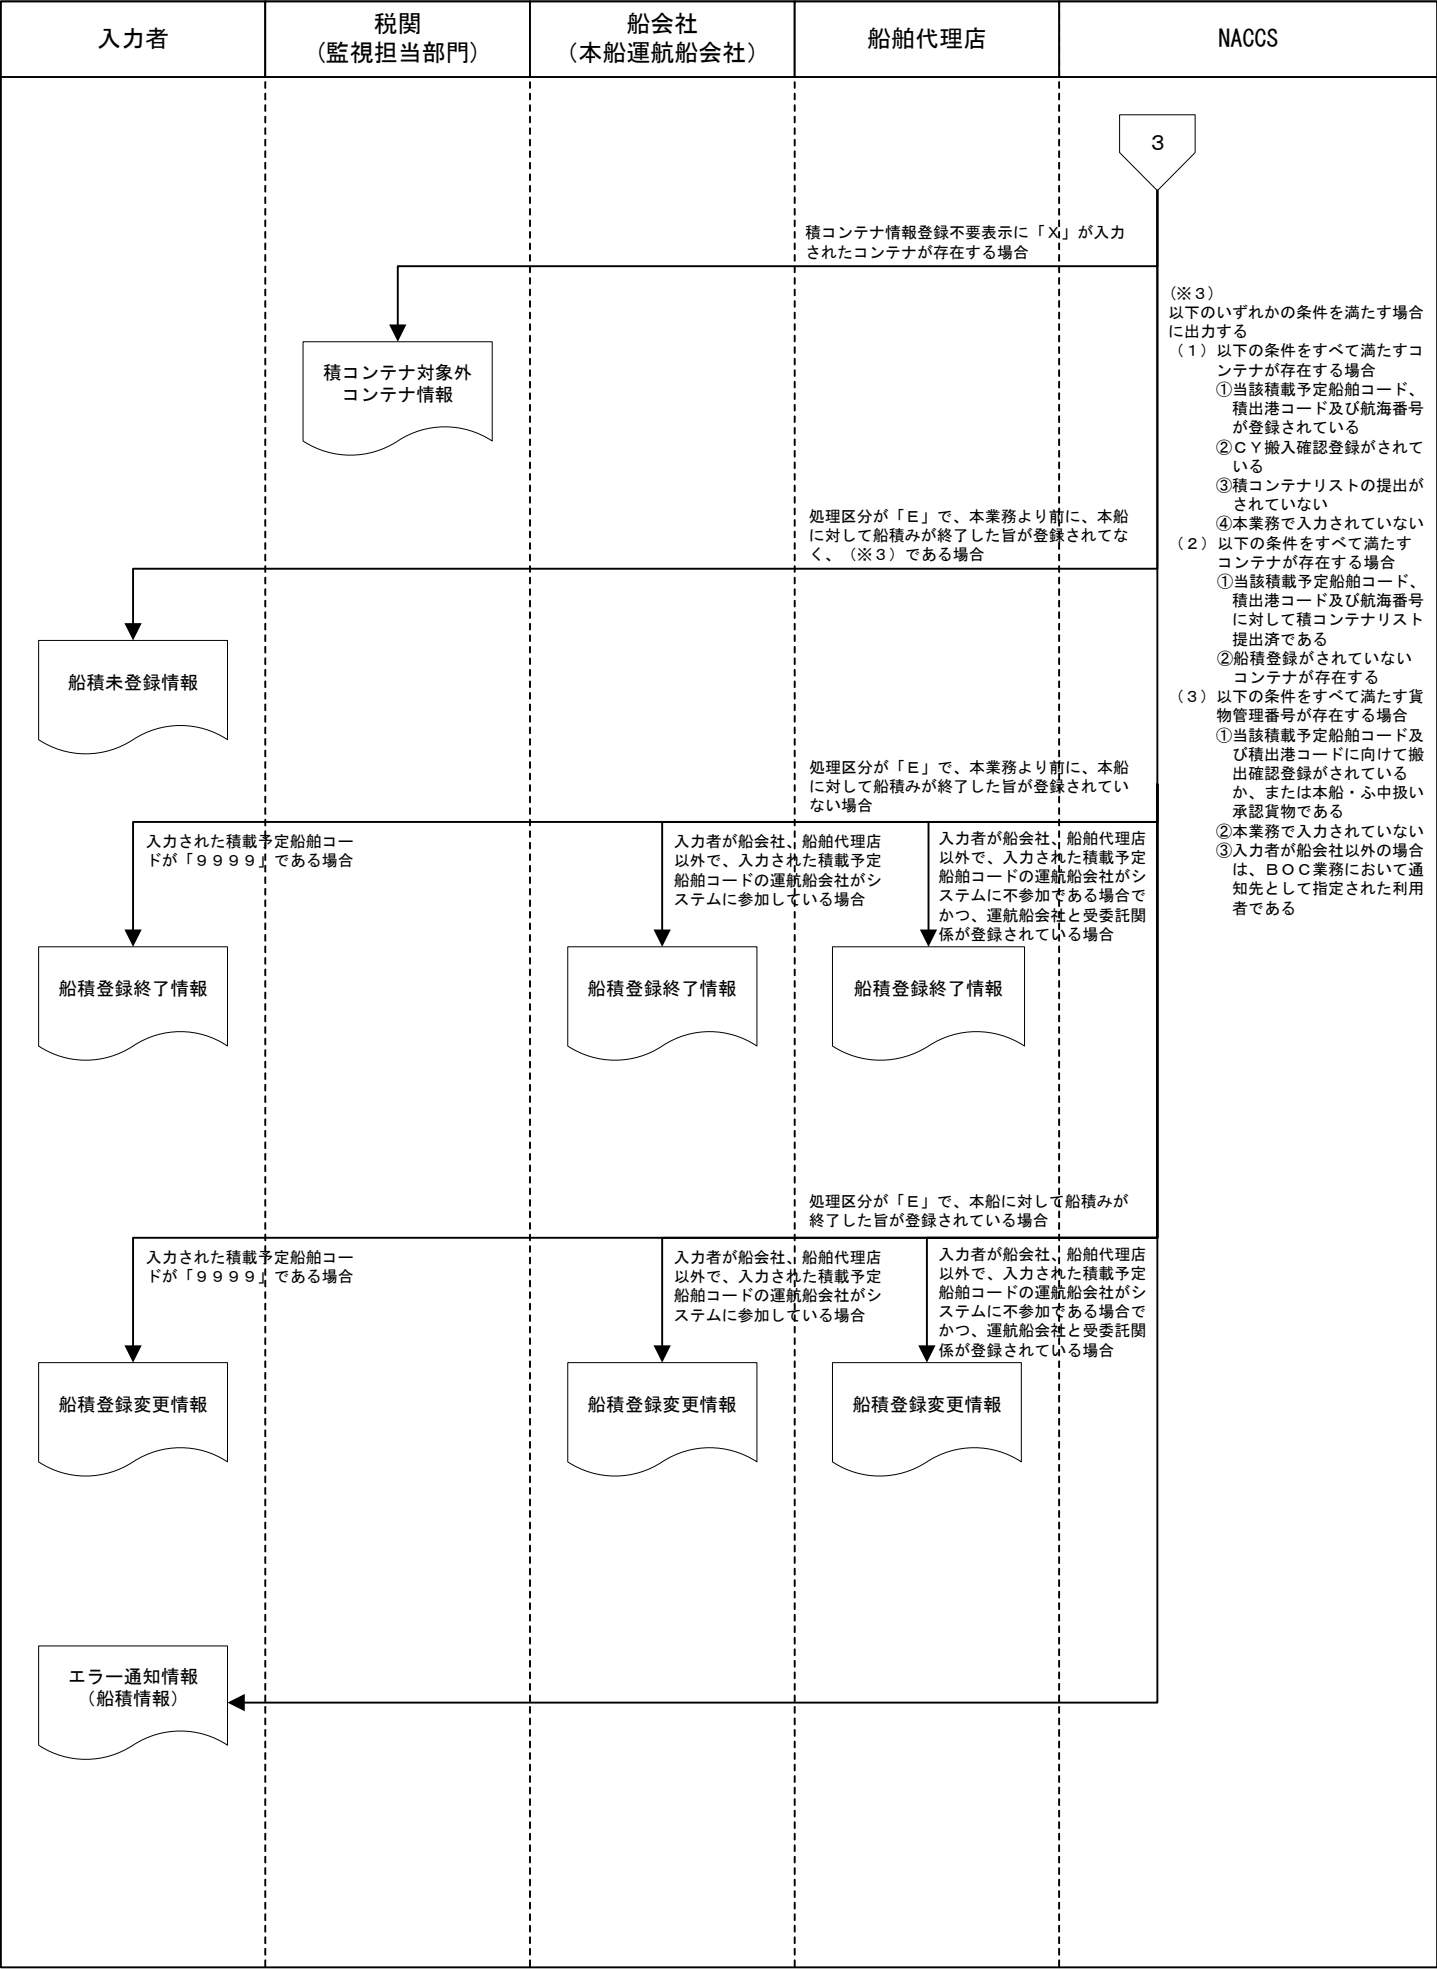 入力者
税関
（監視担当部門）
船会社
（本船運航船会社）
船舶代理店
NACCS
３
積コンテナ情報登録不要表示に「Ｘ」が入力
されたコンテナが存在する場合
積コンテナ対象外
コンテナ情報
（※３）
以下のいずれかの条件を満たす場合
に出力する
（１）以下の条件をすべて満たすコ
ンテナが存在する場合
①当該積載予定船舶コード、
積出港コード及び航海番号
が登録されている
②ＣＹ搬入確認登録がされて
いる
③積コンテナリストの提出が
されていない
④本業務で入力されていない
（２）以下の条件をすべて満たす
コンテナが存在する場合
①当該積載予定船舶コード、
積出港コード及び航海番号
に対して積コンテナリスト
提出済である
②船積登録がされていない
コンテナが存在する
（３）以下の条件をすべて満たす貨
物管理番号が存在する場合
①当該積載予定船舶コード及
び積出港コードに向けて搬
出確認登録がされている
か、または本船・ふ中扱い
承認貨物である
②本業務で入力されていない
③入力者が船会社以外の場合
は、ＢＯＣ業務において通
知先として指定された利用
者である
処理区分が「Ｅ」で、本業務より前に、本船
に対して船積みが終了した旨が登録されてな
く、（※３）である場合
船積未登録情報
処理区分が「Ｅ」で、本業務より前に、本船
に対して船積みが終了した旨が登録されてい
ない場合
入力された積載予定船舶コー
ドが「９９９９」である場合
入力者が船会社、船舶代理店
以外で、入力された積載予定
船舶コードの運航船会社がシ
ステムに参加している場合
入力者が船会社、船舶代理店
以外で、入力された積載予定
船舶コードの運航船会社がシ
ステムに不参加である場合で
かつ、運航船会社と受委託関
係が登録されている場合
船積登録終了情報
船積登録終了情報
船積登録終了情報
処理区分が「Ｅ」で、本船に対して船積みが
終了した旨が登録されている場合
入力された積載予定船舶コー
ドが「９９９９」である場合
入力者が船会社、船舶代理店
以外で、入力された積載予定
船舶コードの運航船会社がシ
ステムに参加している場合
入力者が船会社、船舶代理店
以外で、入力された積載予定
船舶コードの運航船会社がシ
ステムに不参加である場合で
かつ、運航船会社と受委託関
係が登録されている場合
船積登録変更情報
船積登録変更情報
船積登録変更情報
エラー通知情報
（船積情報）